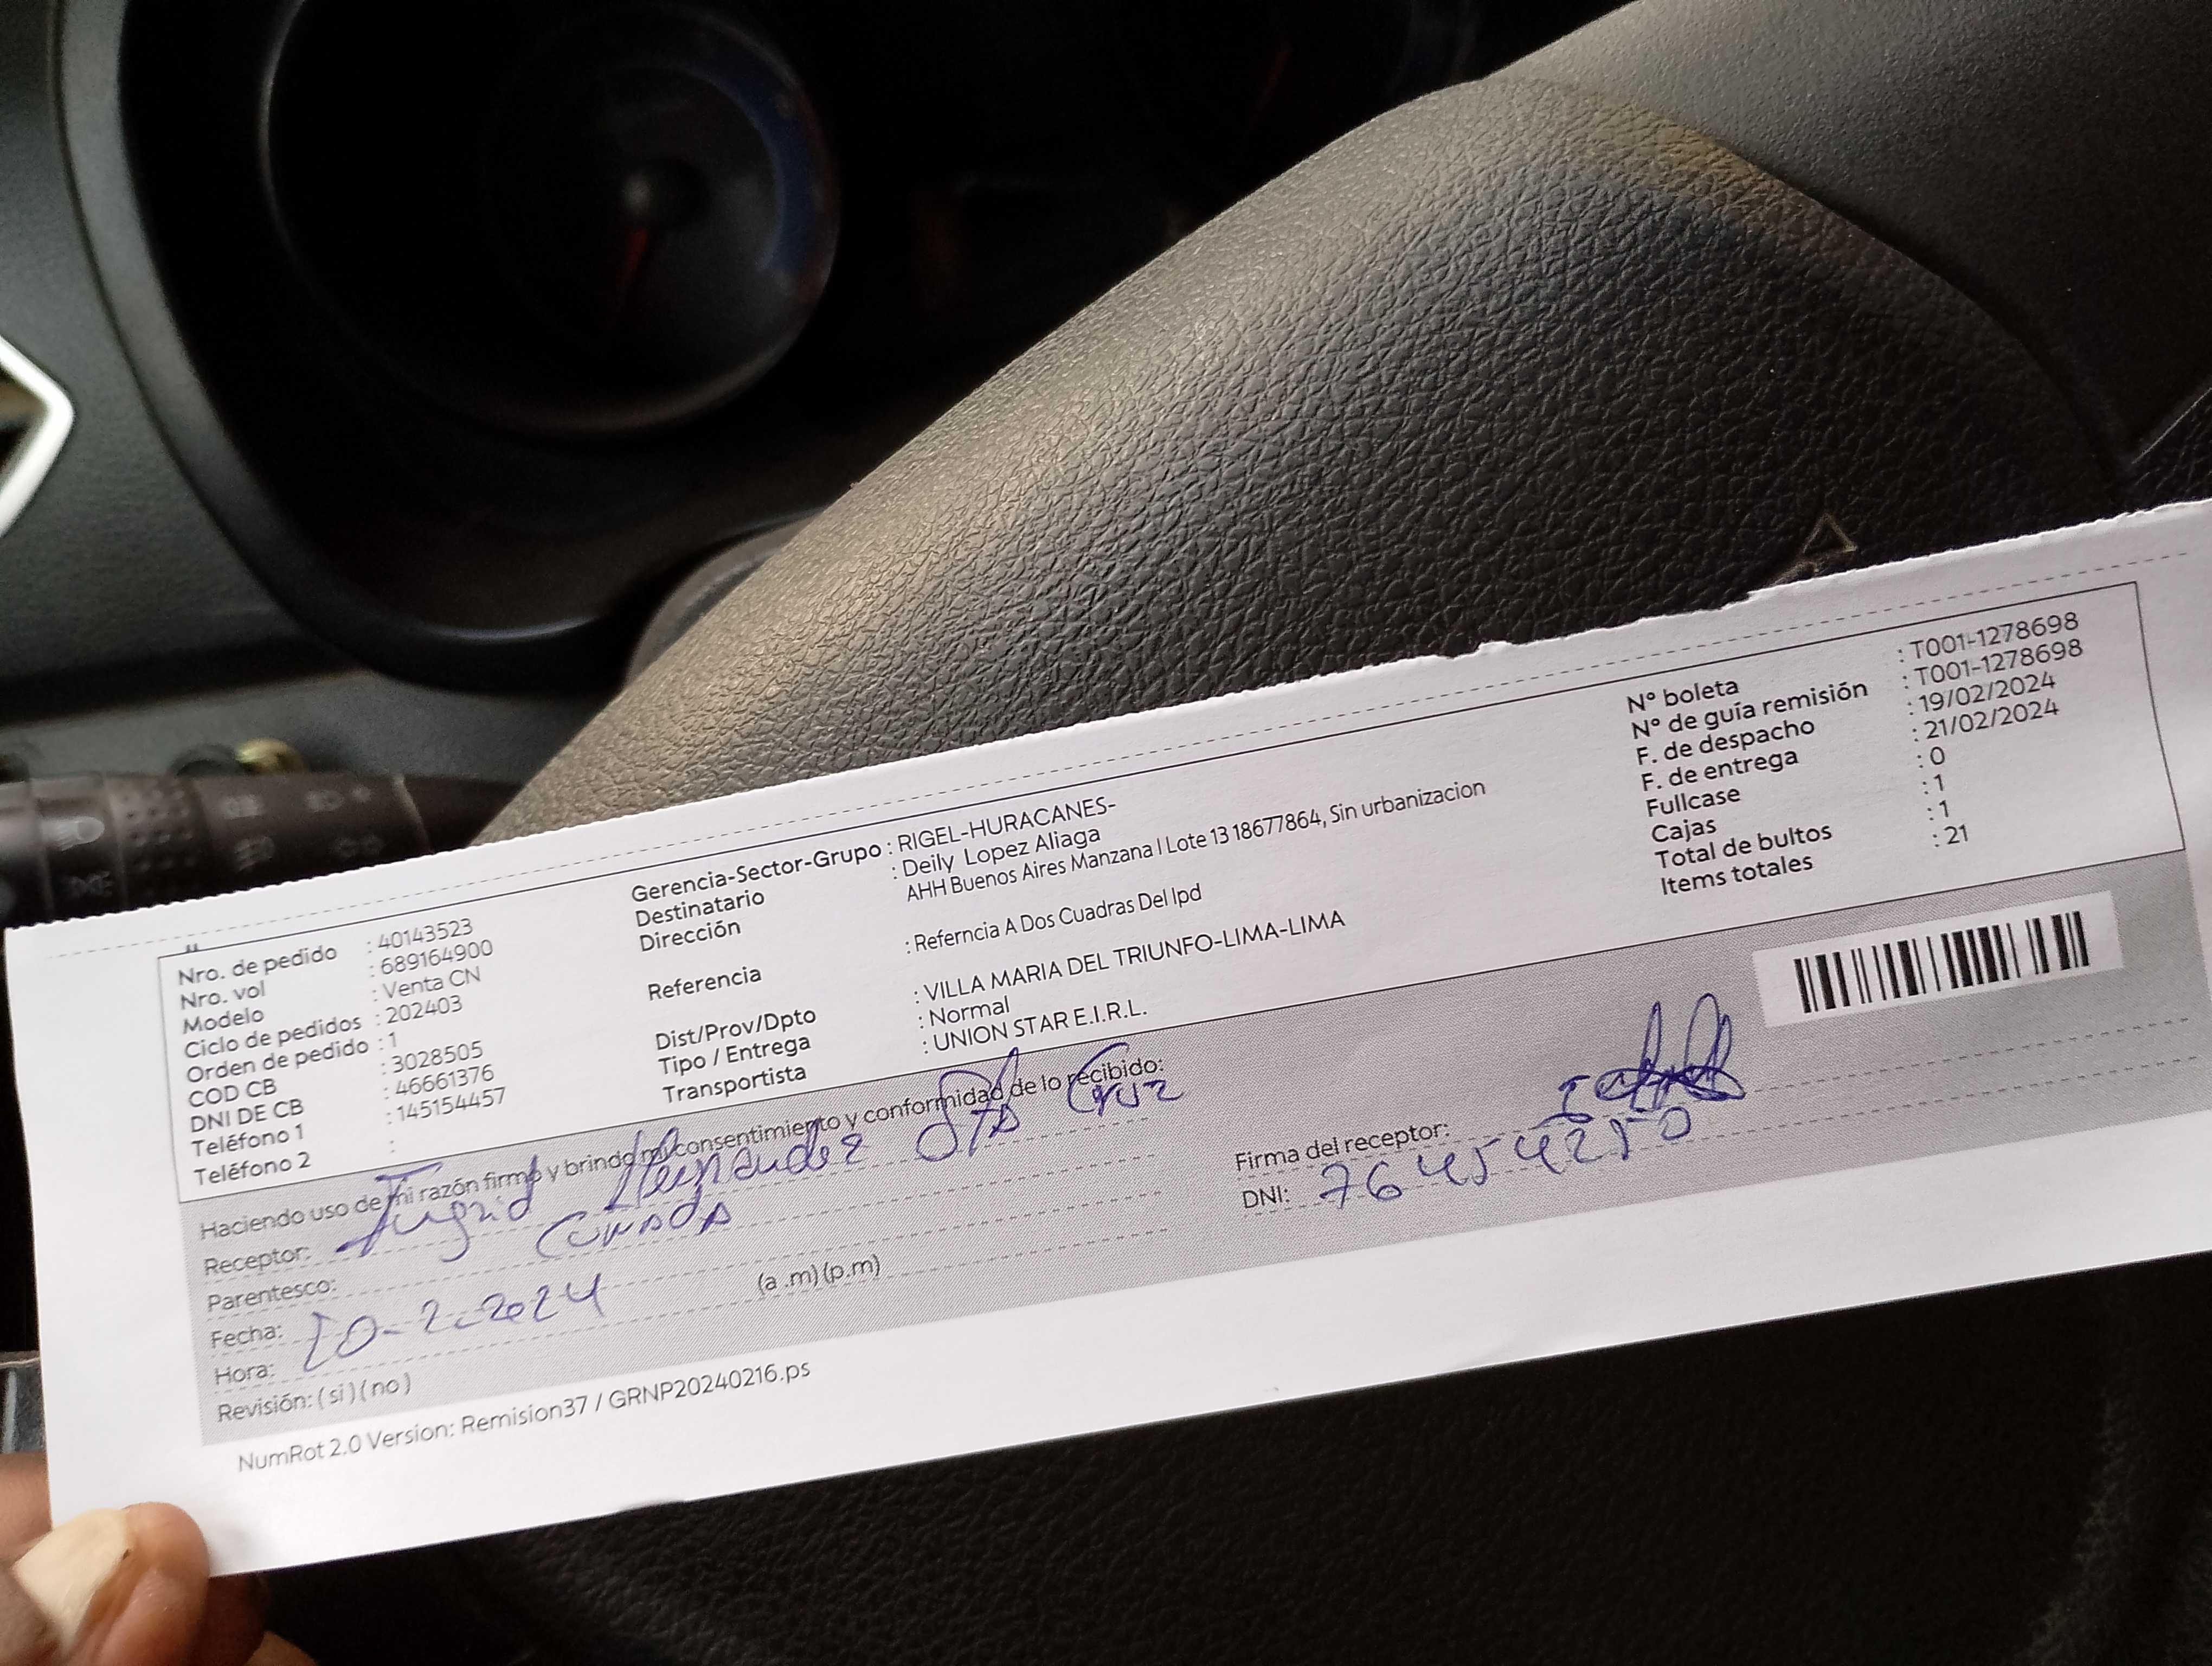 Nro. de pedido : 40143523
Nro. vol : 689164900
Modelo : Venta CN
Ciclo de pedidos : 202403
Orden de pedido : 1
COD CB : 3028505
DNI DE CB : 46661376
Teléfono 1 : 145154457
Teléfono 2 :
Gerencia-Sector-Grupo : RIGEL-HURACANES-
Destinatario : Deily Lopez Aliaga
Dirección AHH Buenos Aires Manzana I Lote 13 18677864, Sin urbanizacion
Referencia : Referncia A Dos Cuadras Del Ipd
Dist/Prov/Dpto : VILLA MARIA DEL TRIUNFO-LIMA-LIMA
Tipo / Entrega : Normal
Transportista : UNION STAR E.I.R.L.
N° boleta : T001-1278698
N° de guía remisión : T001-1278698
F. de despacho : 19/02/2024
F. de entrega : 21/02/2024
Fullcase : 0
Cajas : 1
Total de bultos : 1
Items totales : 21
Haciendo uso de mi razón firmo y brindo mi consentimiento y conformidad de lo recibido:
Receptor: Ingrid Hernandez Sta Cruz
Parentesco: Cuñada
Fecha: 20-2-2024
Hora: (a .m) (p.m)
Revisión: ( si ) ( no )
Firma del receptor:
DNI:
NumRot 2.0 Version: Remision37 / GRNP20240216.ps